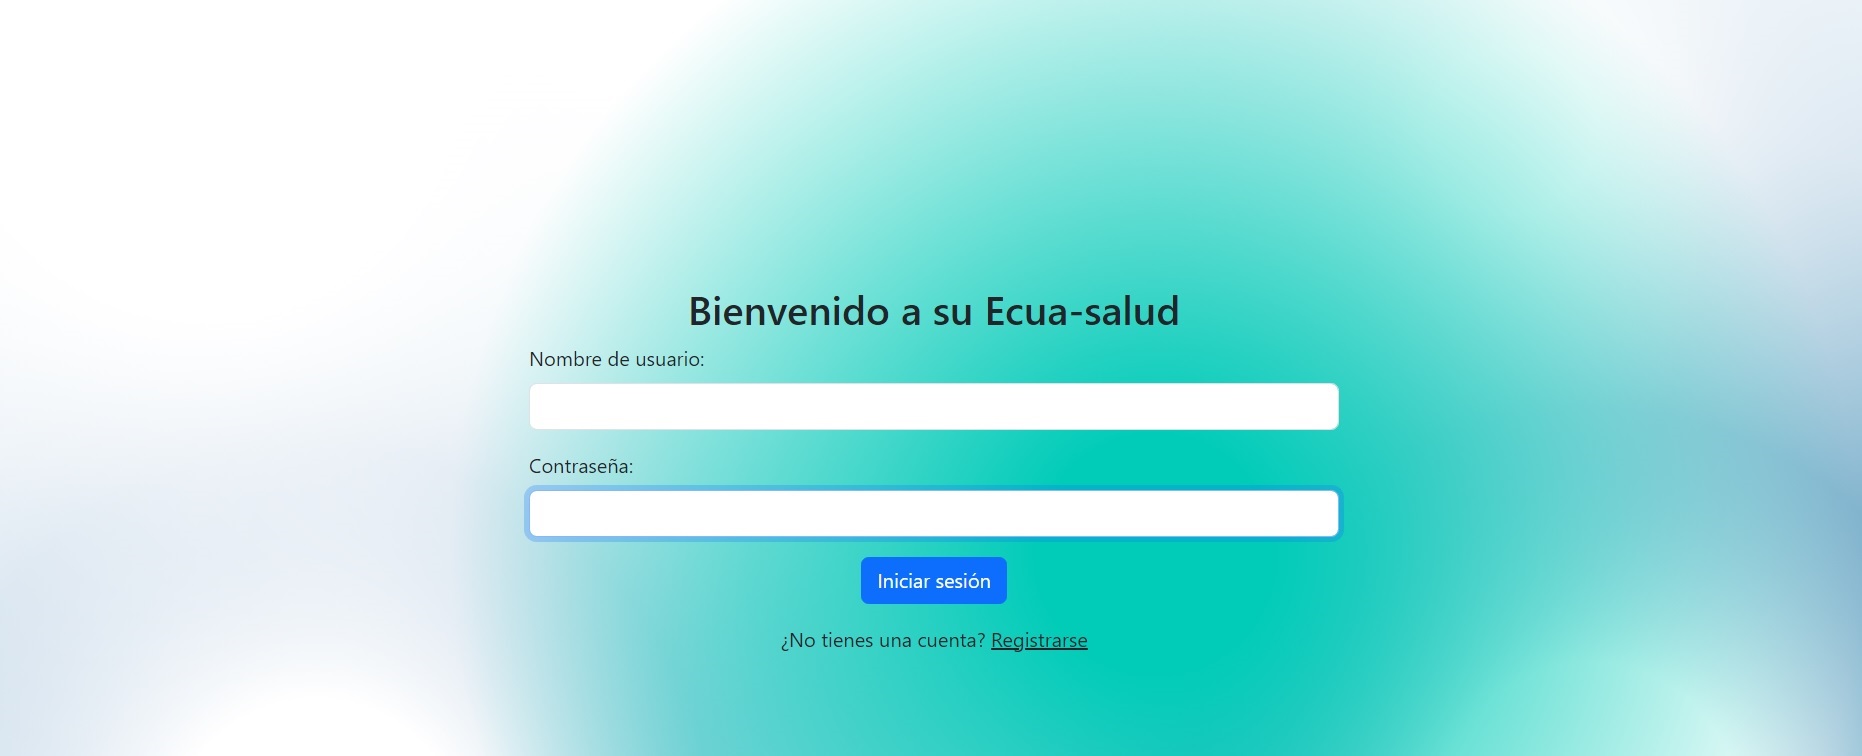 Bienvenido a su Ecua-salud
Nombre de usuario:
Contraseña:
Iniciar sesión
¿No tienes una cuenta? Registrarse